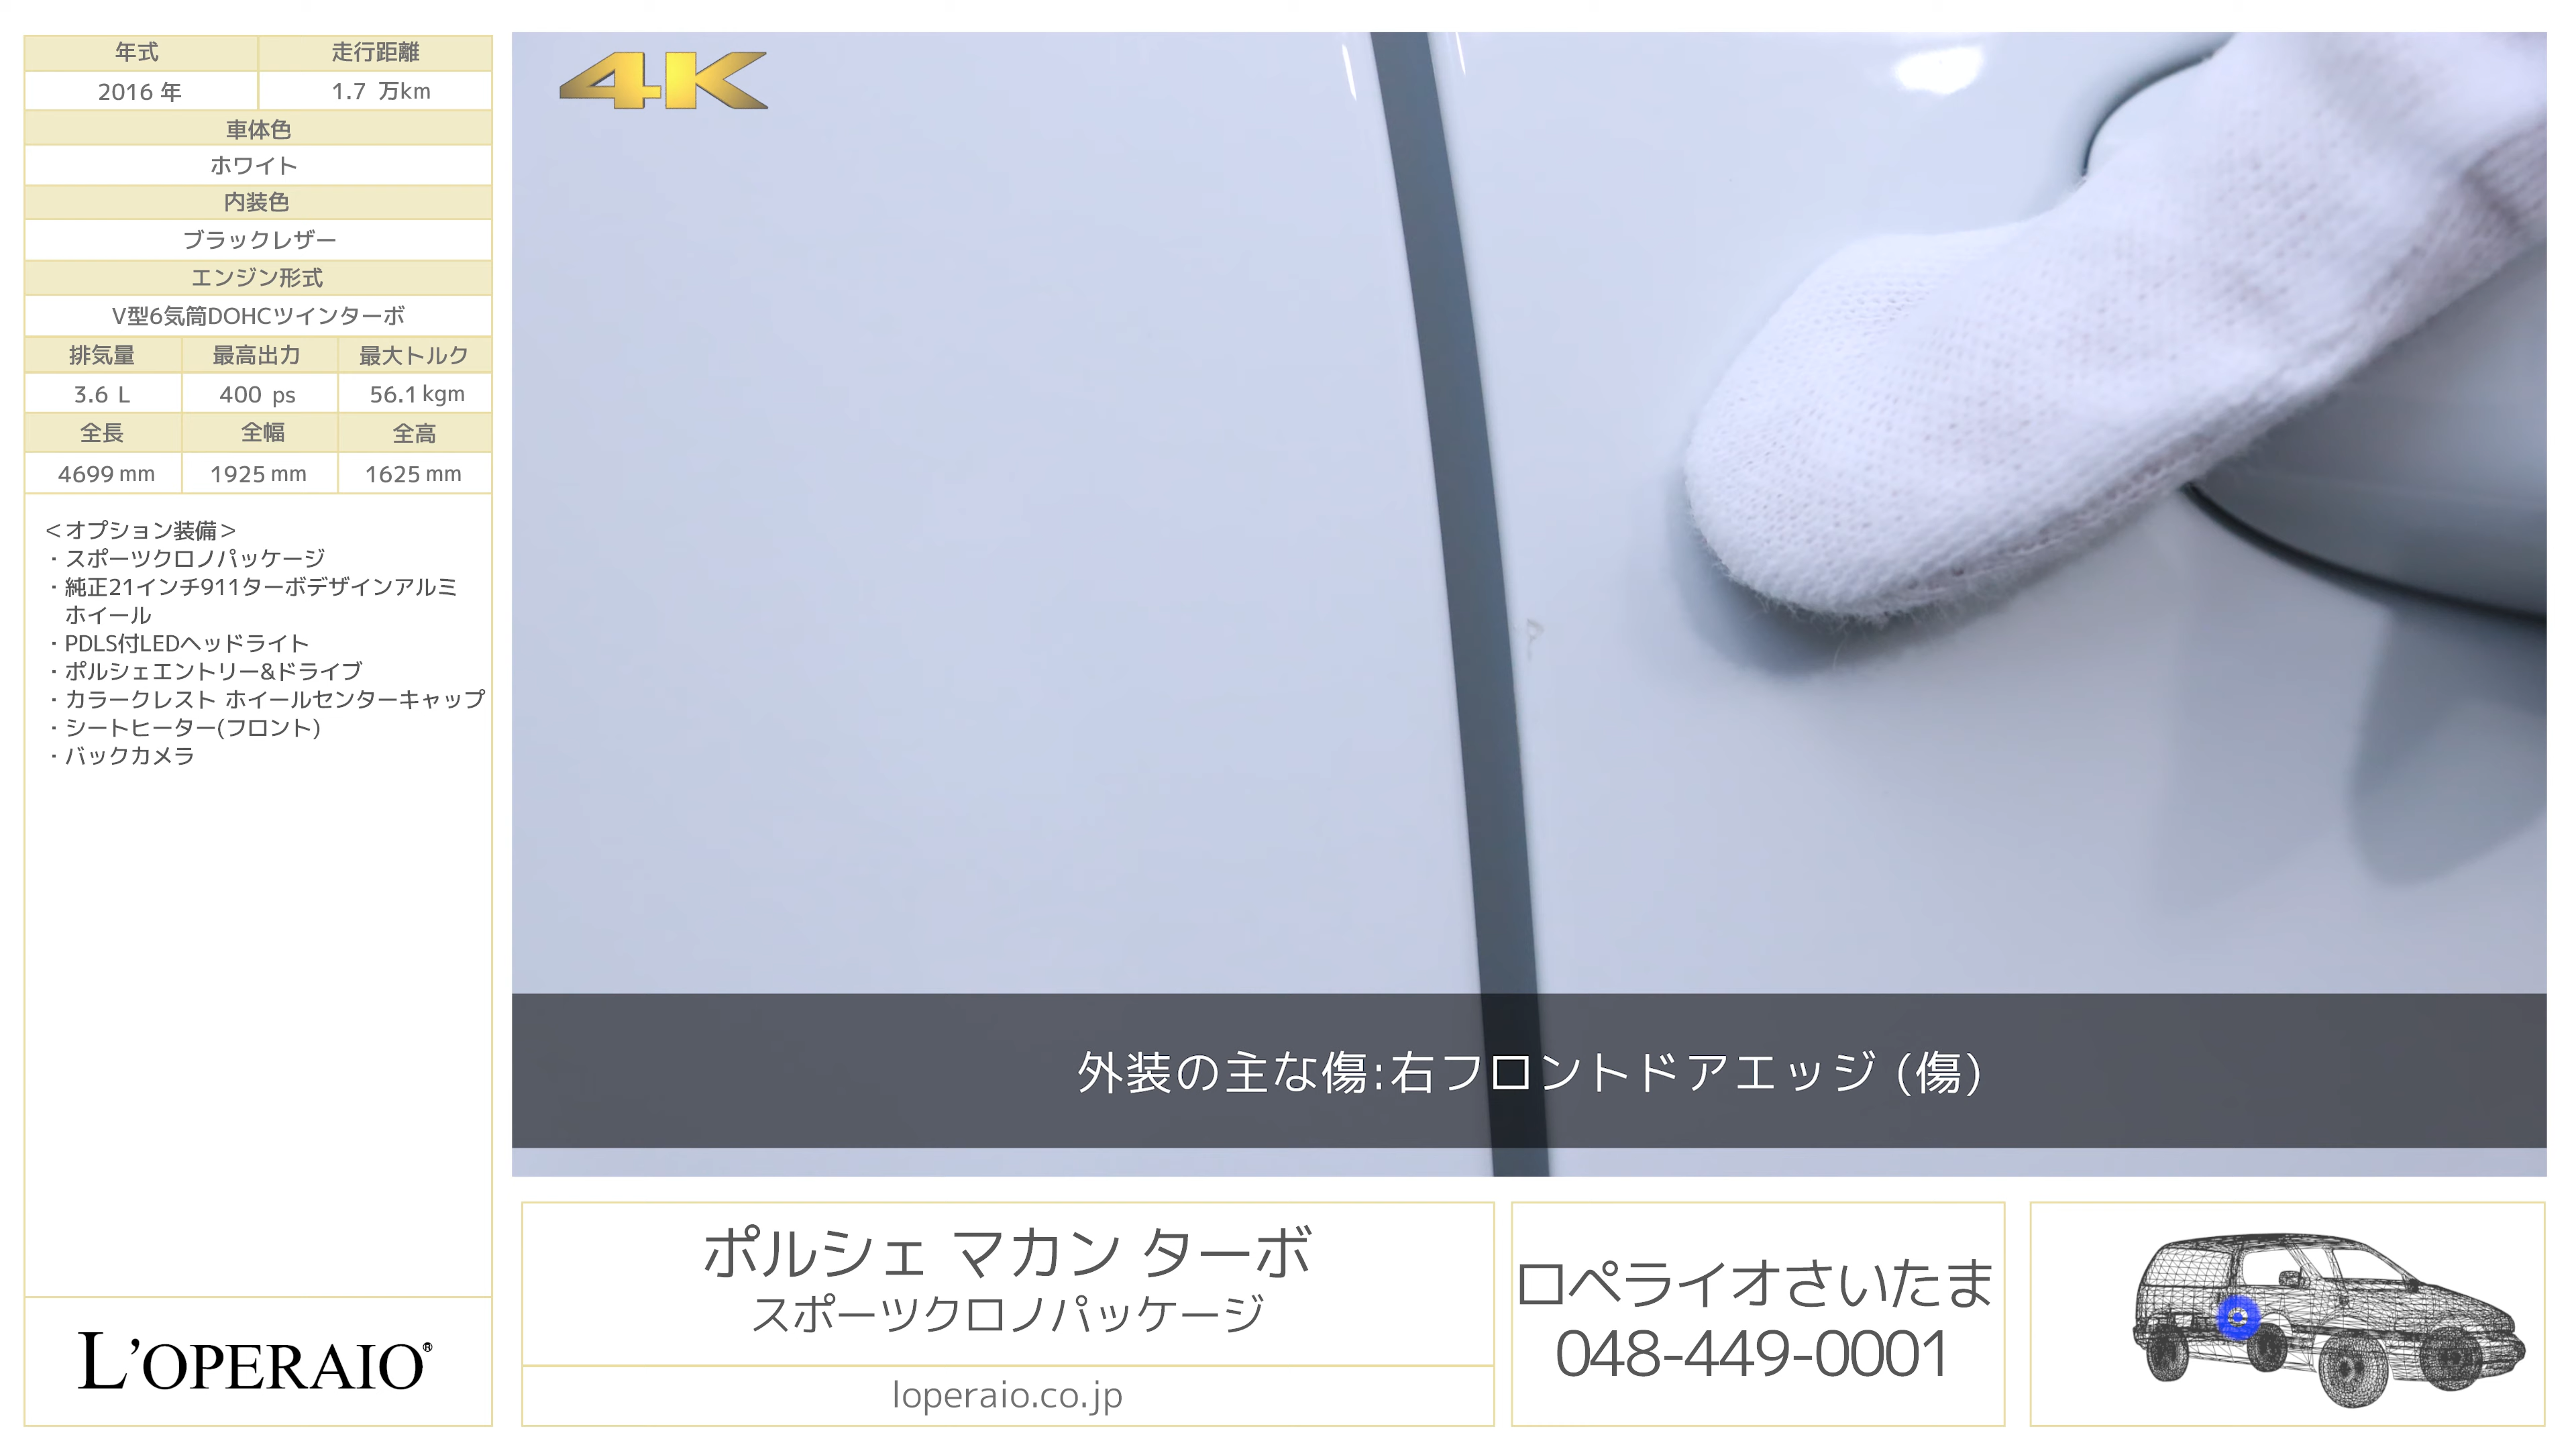 年式 走行距離
2016 年 1.7 万km
車体色
ホワイト
内装色
ブラックレザー
エンジン形式
V型6気筒DOHCツインターボ
排気量 最高出力 最大トルク
3.6 L 400 ps 56.1 kgm
全長 全幅 全高
4699 mm 1925 mm 1625 mm
＜オプション装備＞
・スポーツクロノパッケージ
・純正21インチ911ターボデザインアルミ
ホイール
・PDLS付LEDヘッドライト
・ポルシェエントリー&ドライブ
・カラークレスト ホイールセンターキャップ
・シートヒーター(フロント)
・バックカメラ
L'OPERAIO®
4K
外装の主な傷:右フロントドアエッジ (傷)
ポルシェ マカン ターボ
スポーツクロノパッケージ
loperaio.co.jp
ロペライオさいたま
048-449-0001